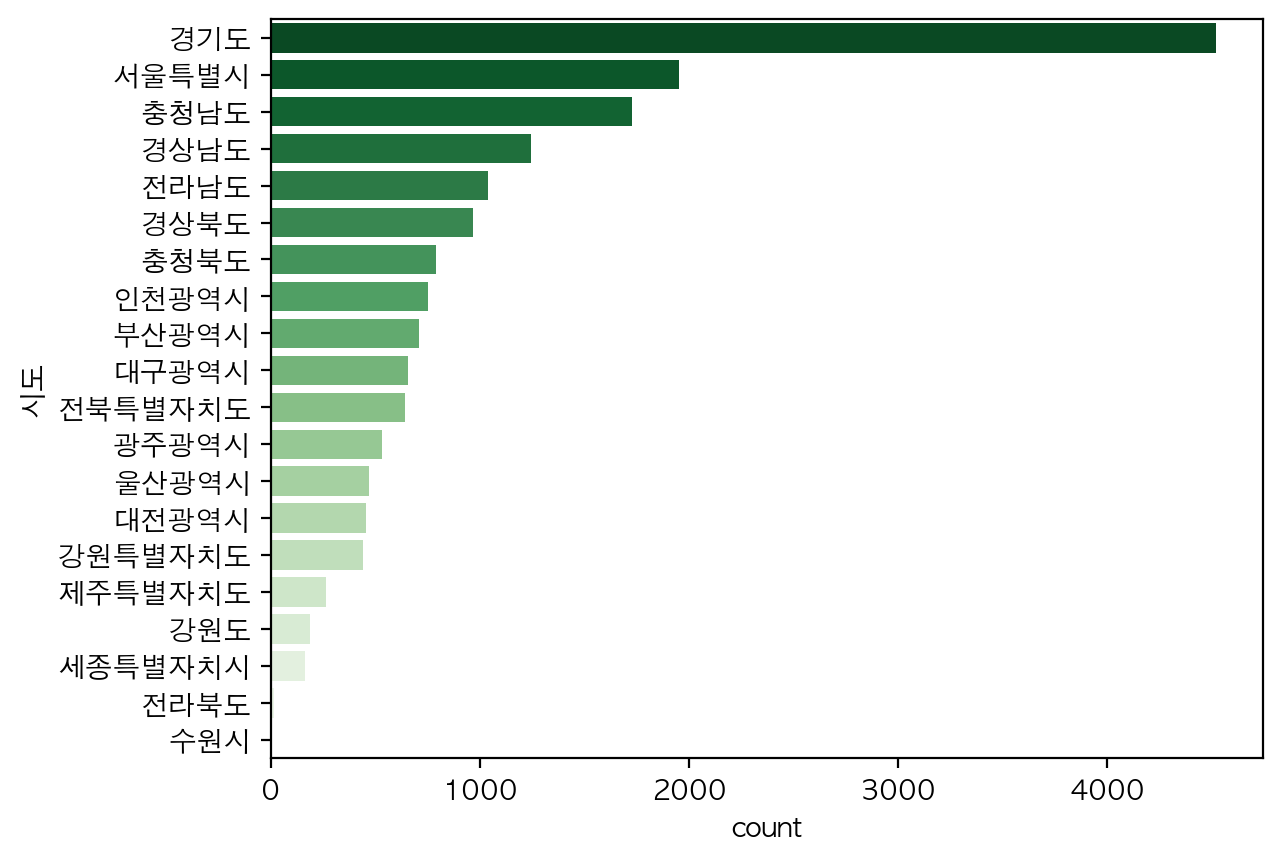 경기도
서울특별시
충청남도
경상남도
전라남도
경상북도
충청북도
인천광역시
부산광역시
대구광역시
전북특별자치도
광주광역시
울산광역시
대전광역시
강원특별자치도
제주특별자치도
강원도
세종특별자치시
전라북도
수원시
시도
0 1000 2000 3000 4000
count